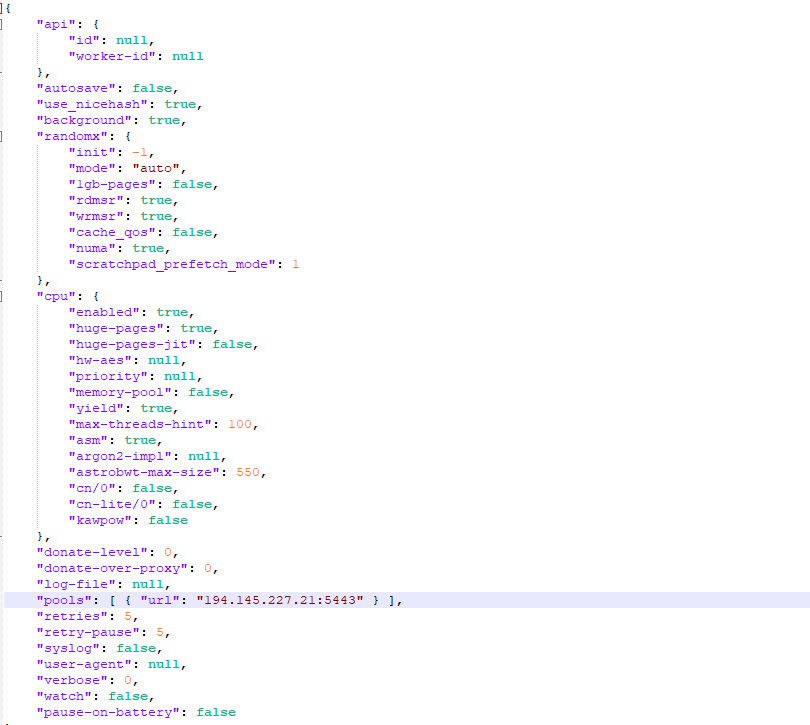 {
"api": {
"id": null,
"worker-id": null
},
"autosave": false,
"use_nicehash": true,
"background": true,
"randomx": {
"init": -1,
"mode": "auto",
"1gb-pages": false,
"rdmsr": true,
"wrmsr": true,
"cache_qos": false,
"numa": true,
"scratchpad_prefetch_mode": 1
},
"cpu": {
"enabled": true,
"huge-pages": true,
"huge-pages-jit": false,
"hw-aes": null,
"priority": null,
"memory-pool": false,
"yield": true,
"max-threads-hint": 100,
"asm": true,
"argon2-impl": null,
"astrobwt-max-size": 550,
"cn/0": false,
"cn-lite/0": false,
"kawpow": false
},
"donate-level": 0,
"donate-over-proxy": 0,
"log-file": null,
"pools": [ { "url": "194.145.227.21:5443" } ],
"retries": 5,
"retry-pause": 5,
"syslog": false,
"user-agent": null,
"verbose": 0,
"watch": false,
"pause-on-battery": false